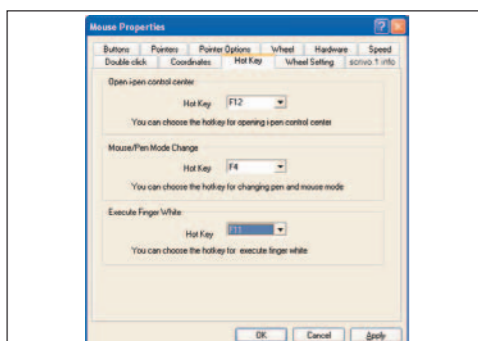 Mouse Properties
Buttons Pointers Pointer Options Wheel Hardware Speed
Double click Coordinates Hot Key Wheel Setting
Open i-pen control center
Hot Key F12
You can choose the hotkey for opening i-pen control center
Mouse/Pen Mode Change
Hot Key F4
You can choose the hotkey for changing pen and mouse mode
Execute Finger White
Hot Key F11
You can choose the hotkey for execute finger white
OK Cancel Apply